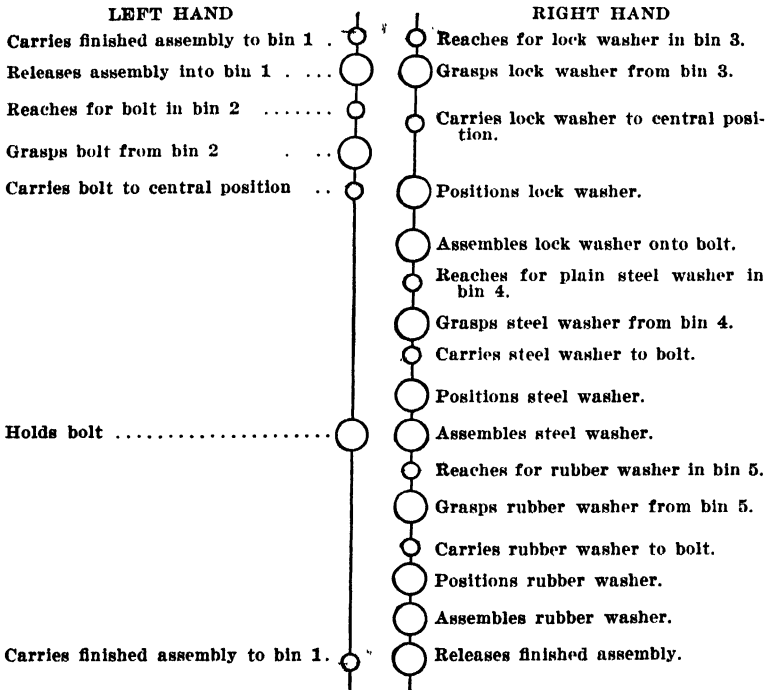 LEFT HAND
Carries finished assembly to bin 1 .
Releases assembly into bin 1 . ...
Reaches for bolt in bin 2 .......
Grasps bolt from bin 2 . ..
Carries bolt to central position ..
Holds bolt .....................
Carries finished assembly to bin 1.
RIGHT HAND
Reaches for lock washer in bin 3.
Grasps lock washer from bin 3.
Carries lock washer to central posi-
tion.
Positions lock washer.
Assembles lock washer onto bolt.
Reaches for plain steel washer in
bin 4.
Grasps steel washer from bin 4.
Carries steel washer to bolt.
Positions steel washer.
Assembles steel washer.
Reaches for rubber washer in bin 5.
Grasps rubber washer from bin 5.
Carries rubber washer to bolt.
Positions rubber washer.
Assembles rubber washer.
Releases finished assembly.